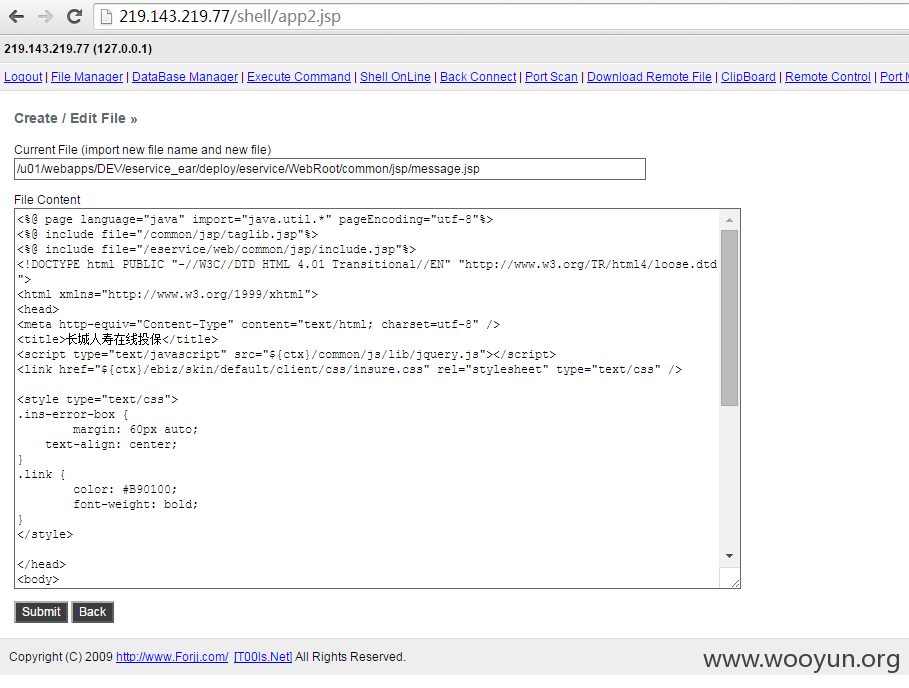 219.143.219.77/shell/app2.jsp
219.143.219.77 (127.0.0.1)
Logout | File Manager | DataBase Manager | Execute Command | Shell OnLine | Back Connect | Port Scan | Download Remote File | ClipBoard | Remote Control | Port M
Create / Edit File »
Current File (import new file name and new file)
/u01/webapps/DEV/eservice_ear/deploy/eservice/WebRoot/common/jsp/message.jsp
File Content
<%@ page language="java" import="java.util.*" pageEncoding="utf-8"%>
<%@ include file="/common/jsp/taglib.jsp"%>
<%@ include file="/eservice/web/common/jsp/include.jsp"%>
<!DOCTYPE html PUBLIC "-//W3C//DTD HTML 4.01 Transitional//EN" "http://www.w3.org/TR/html4/loose.dtd
">
<html xmlns="http://www.w3.org/1999/xhtml">
<head>
<meta http-equiv="Content-Type" content="text/html; charset=utf-8" />
<title>长城人寿在线投保</title>
<script type="text/javascript" src="${ctx}/common/js/lib/jquery.js"></script>
<link href="${ctx}/ebiz/skin/default/client/css/insure.css" rel="stylesheet" type="text/css" />
<style type="text/css">
.ins-error-box {
margin: 60px auto;
text-align: center;
}
.link {
color: #B90100;
font-weight: bold;
}
</style>
</head>
<body>
Submit Back
Copyright (C) 2009 http://www.Forjj.com/ [T00ls.Net] All Rights Reserved.
www.wooyun.org